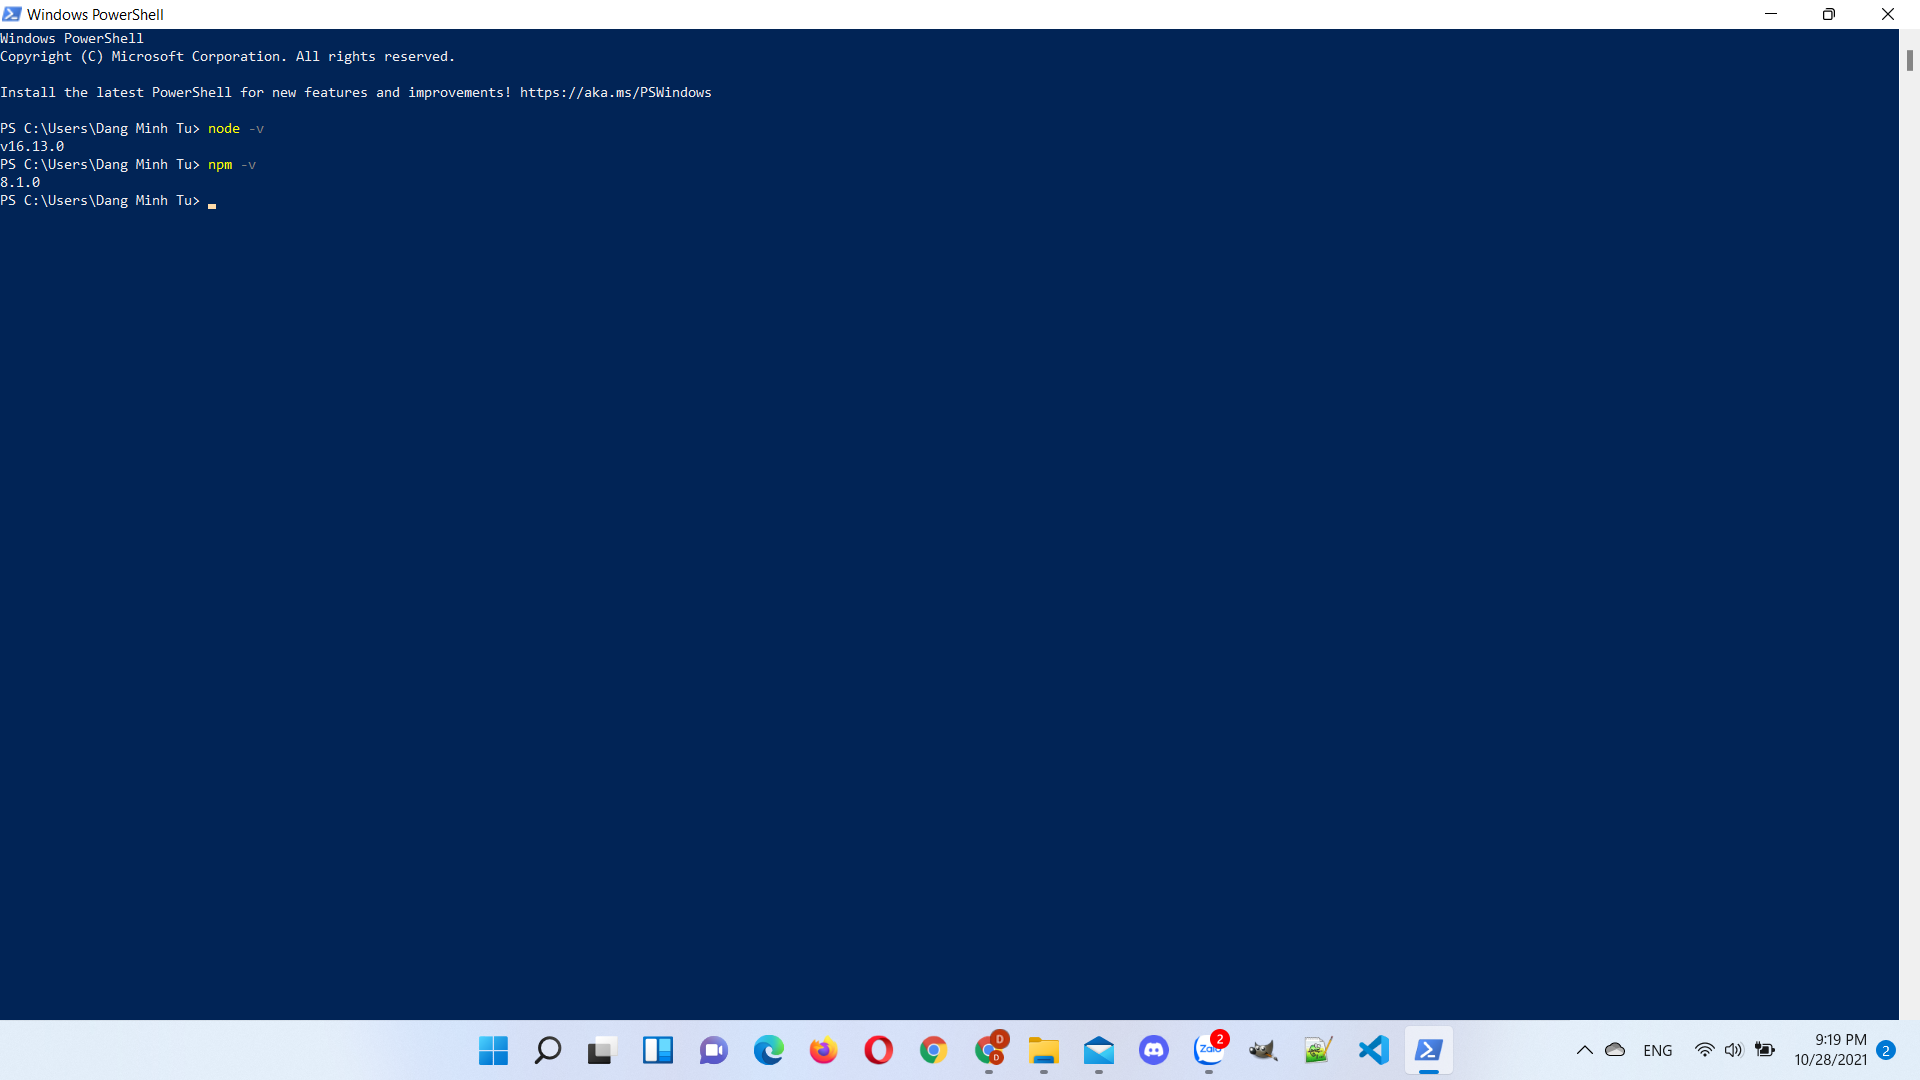 Windows PowerShell
Windows PowerShell
Copyright (C) Microsoft Corporation. All rights reserved.
Install the latest PowerShell for new features and improvements! https://aka.ms/PSWindows
PS C:\Users\Dang Minh Tu> node -v
v16.13.0
PS C:\Users\Dang Minh Tu> npm -v
8.1.0
PS C:\Users\Dang Minh Tu>
D
D
Zalo
2
ENG
9:19 PM
10/28/2021
2